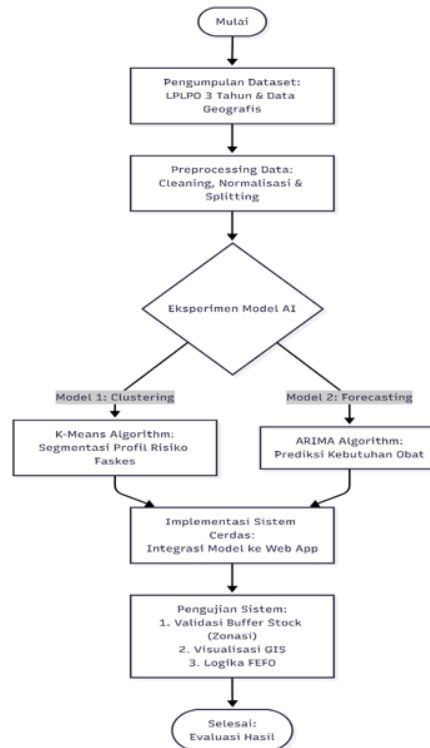 Mulai
Pengumpulan Dataset:
LPLPO 3 Tahun & Data
Geografis
Preprocessing Data:
Cleaning, Normalisasi &
Splitting
Eksperimen Model AI
Model 1: Clustering
Model 2: Forecasting
K-Means Algorithm:
Segmentasi Profil Risiko
Faskes
ARIMA Algorithm:
Prediksi Kebutuhan Obat
Implementasi Sistem
Cerdas:
Integrasi Model ke Web App
Pengujian Sistem:
1. Validasi Buffer Stock
(Zonasi)
2. Visualisasi GIS
3. Logika FEFO
Selesai:
Evaluasi Hasil